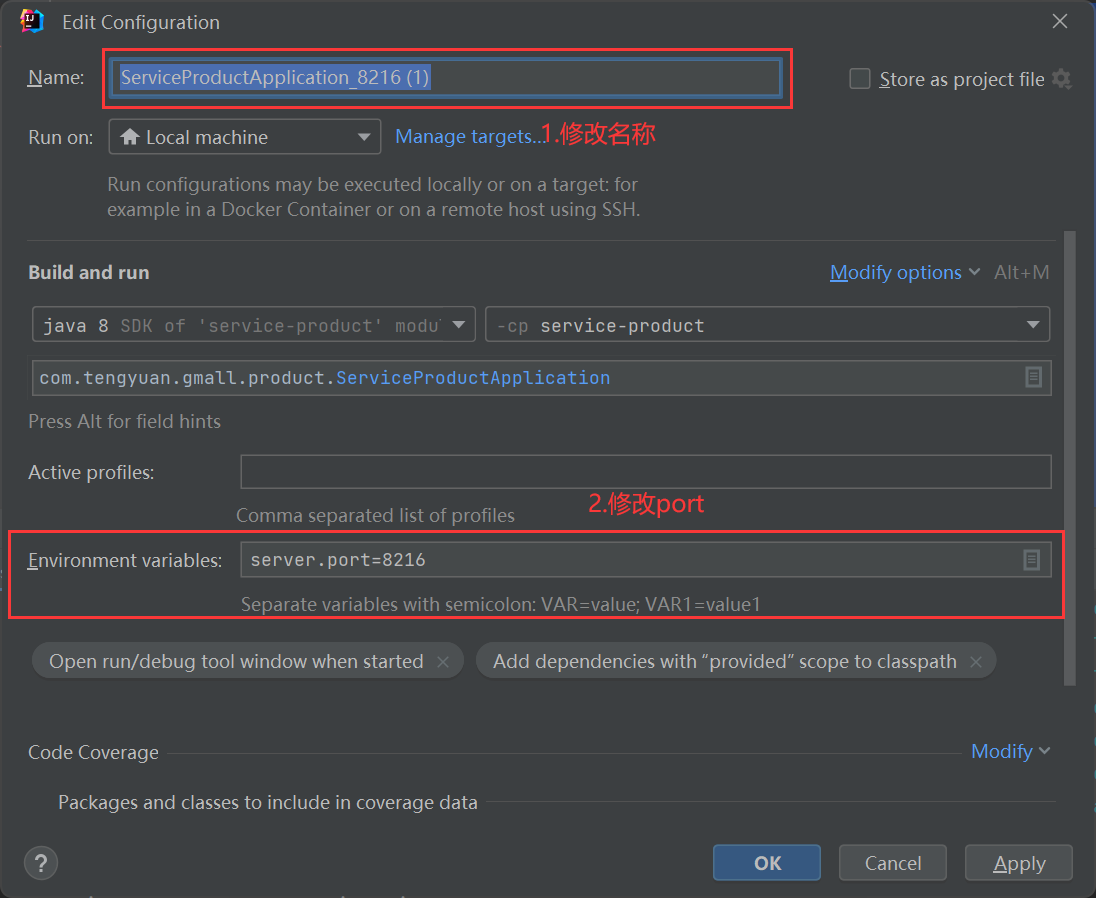 Edit Configuration
Name: ServiceProductApplication_8216 (1) Store as project file
Run on: Local machine Manage targets... 1.修改名称
Run configurations may be executed locally or on a target: for
example in a Docker Container or on a remote host using SSH.
Build and run Modify options Alt+M
java 8 SDK of 'service-product' modu -cp service-product
com.tengyuan.gmall.product.ServiceProductApplication
Press Alt for field hints
Active profiles:
2.修改port
Comma separated list of profiles
Environment variables: server.port=8216
Separate variables with semicolon: VAR=value; VAR1=value1
Open run/debug tool window when started Add dependencies with “provided” scope to classpath
Code Coverage Modify
Packages and classes to include in coverage data
? OK Cancel Apply